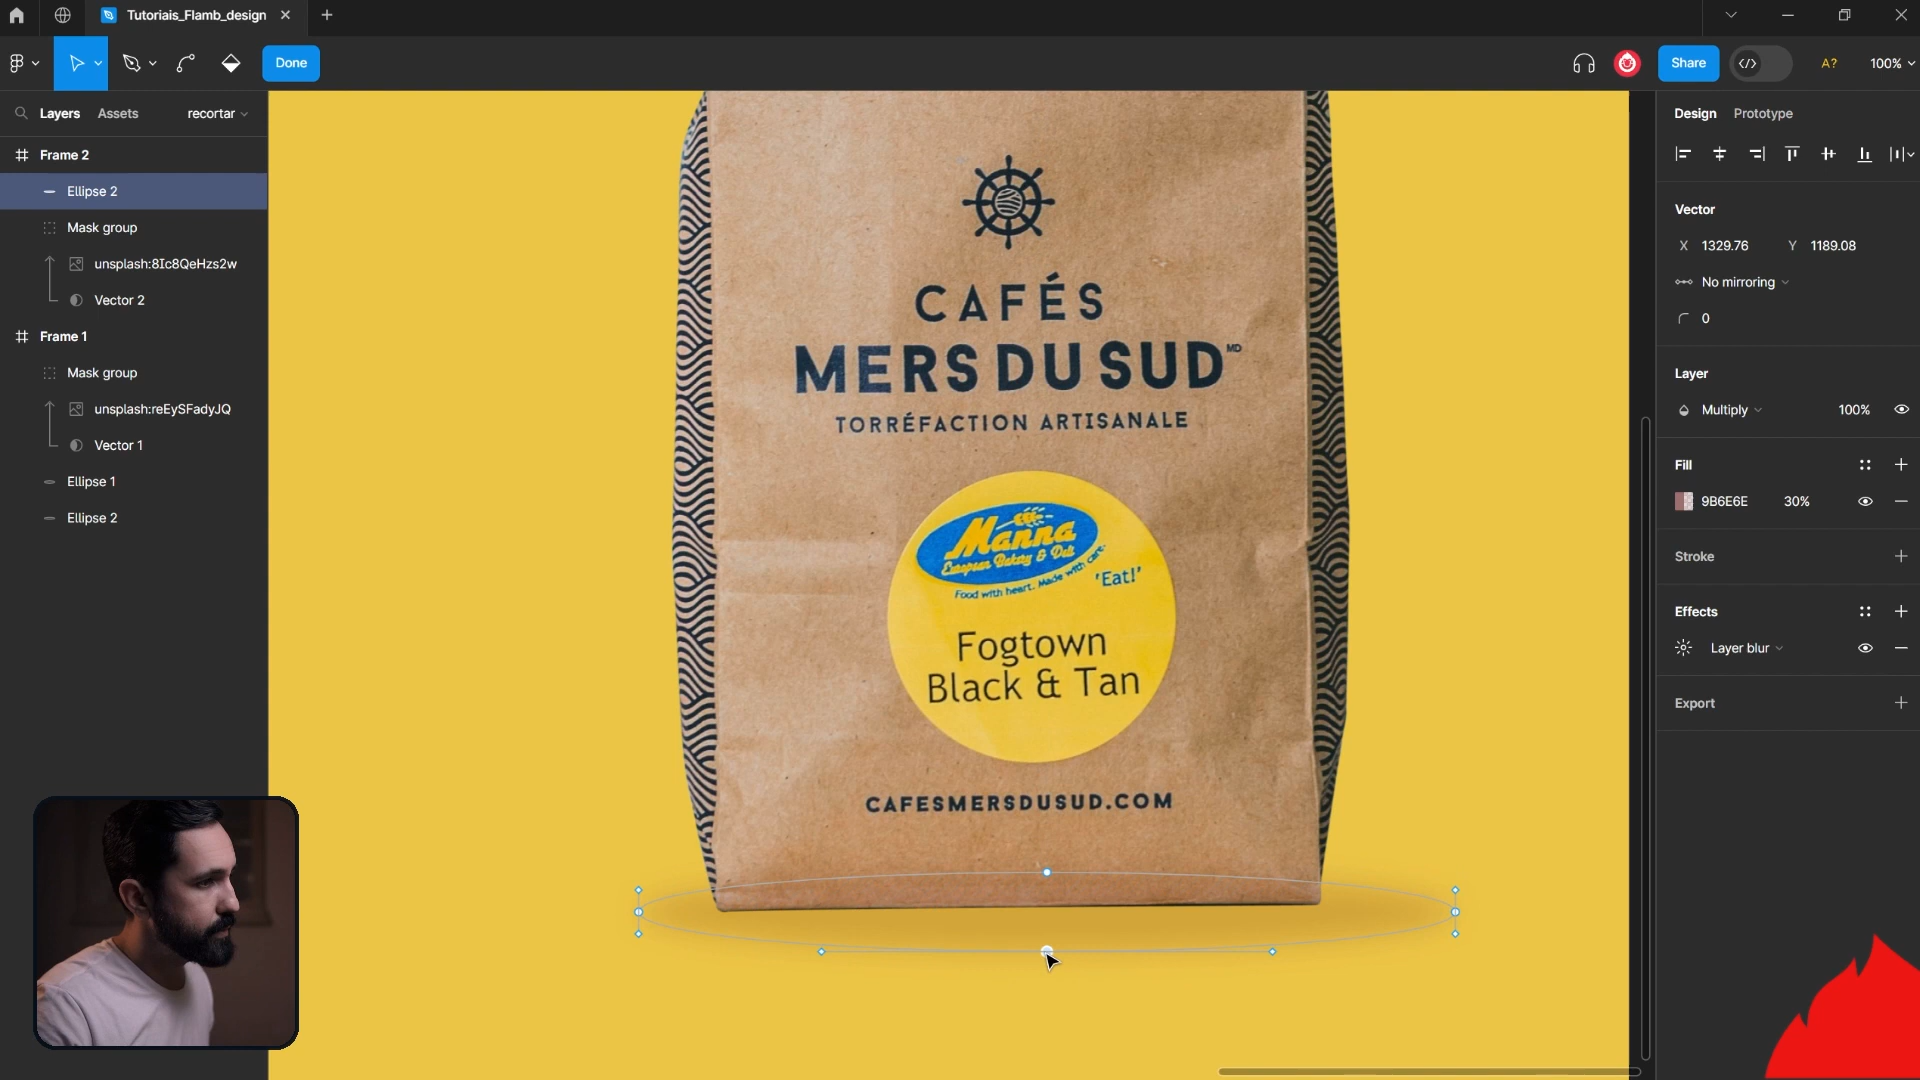 Tutoriais_Flamb_design
Done
Share
A?
100%
Layers
Assets
recortar
Design
Prototype
Frame 2
Ellipse 2
Mask group
unsplash:8Ic8QeHzs2w
Vector 2
Frame 1
Mask group
unsplash:reEySFadyJQ
Vector 1
Ellipse 1
Ellipse 2
CAFÉS
MERS DU SUD MD
TORRÉFACTION ARTISANALE
Manna
European Bakery & Deli
Food with heart. Made with care.
'Eat!'
Fogtown
Black & Tan
CAFESMERSDUSUD.COM
Vector
X 1329.76 Y 1189.08
No mirroring
0
Layer
Multiply 100%
Fill
9B6E6E 30%
Stroke
Effects
Layer blur
Export